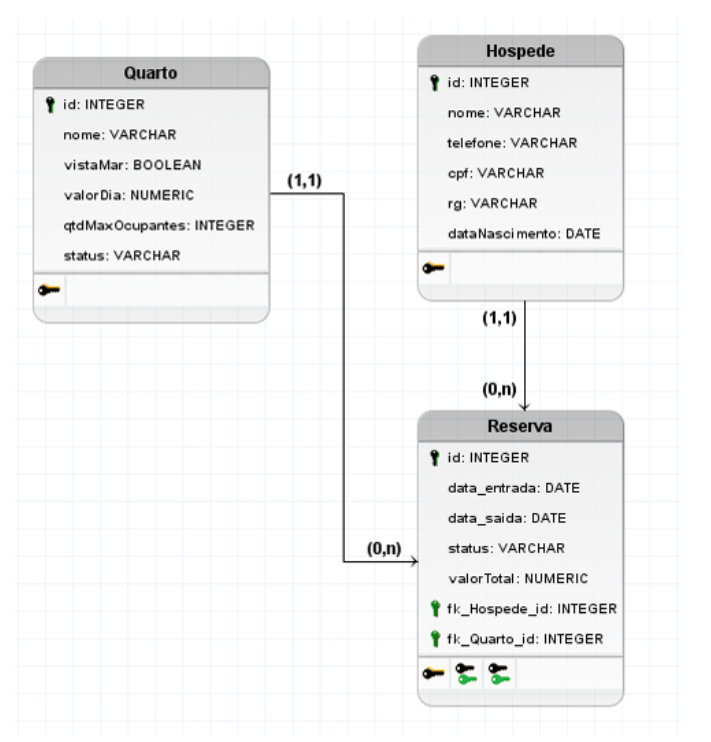 Quarto
id: INTEGER
nome: VARCHAR
vistaMar: BOOLEAN
valorDia: NUMERIC
qtdMaxOcupantes: INTEGER
status: VARCHAR
(1,1)
Hospede
id: INTEGER
nome: VARCHAR
telefone: VARCHAR
cpf: VARCHAR
rg: VARCHAR
dataNascimento: DATE
(1,1)
(0,n)
(0,n)
Reserva
id: INTEGER
data_entrada: DATE
data_saida: DATE
status: VARCHAR
valorTotal: NUMERIC
fk_Hospede_id: INTEGER
fk_Quarto_id: INTEGER